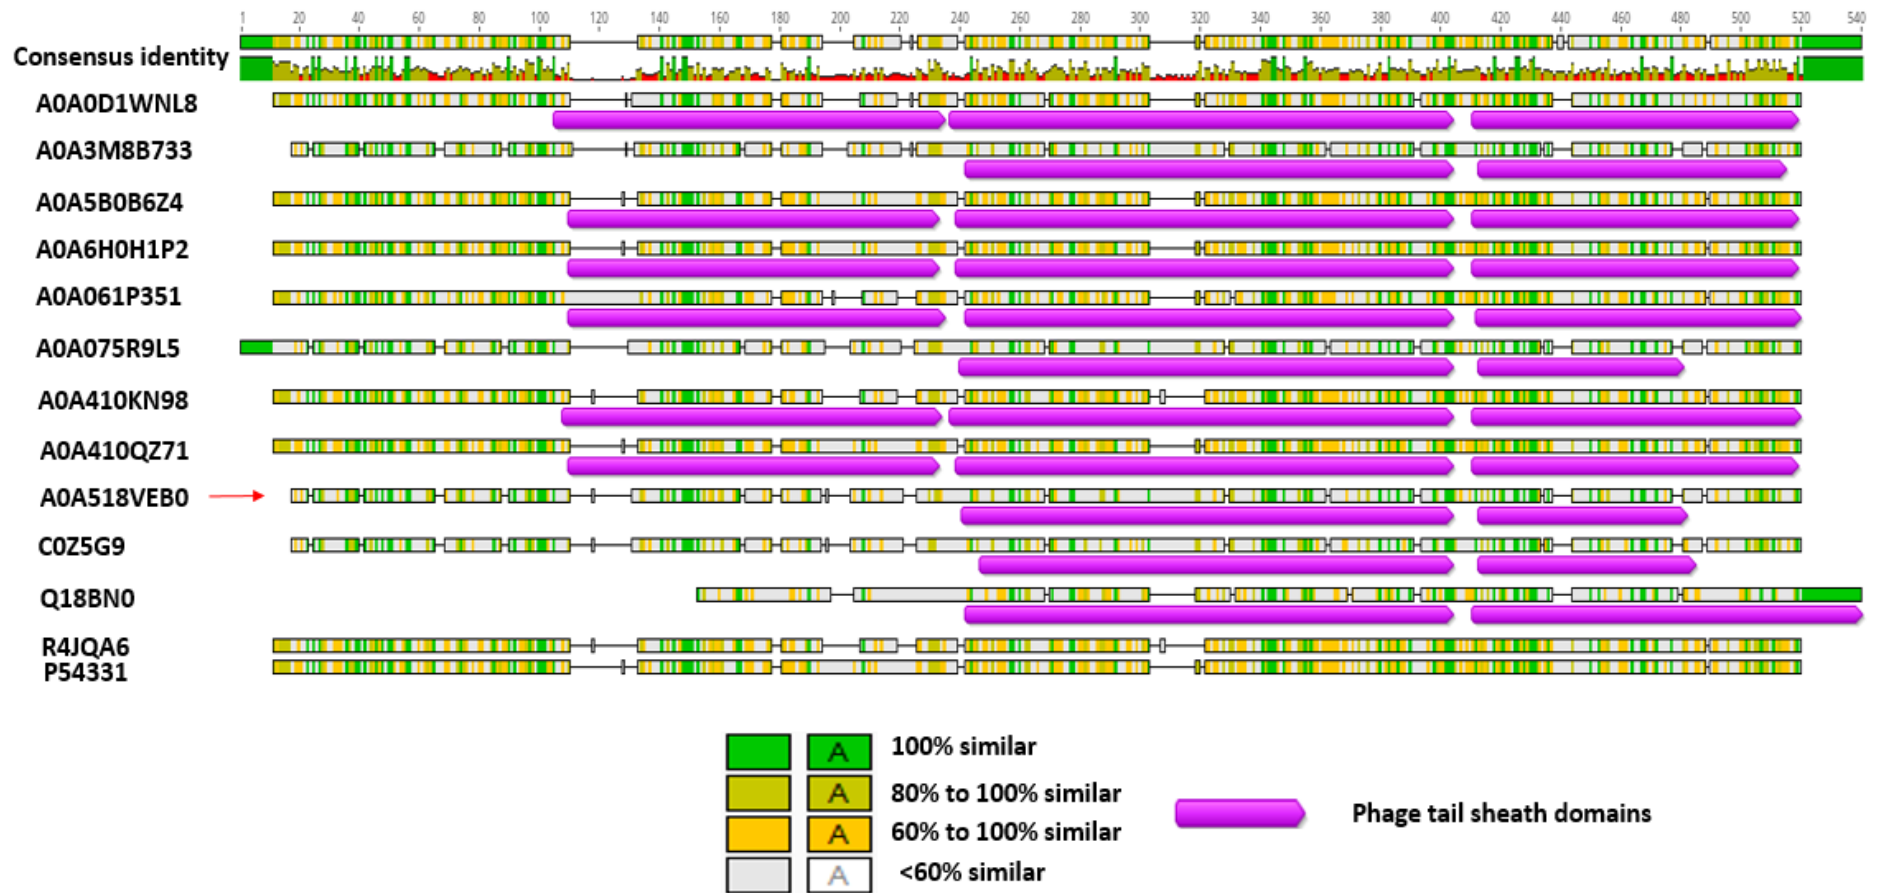 1 20 40 60 80 100 120 140 160 180 200 220 240 260 280 300 320 340 360 380 400 420 440 460 480 500 520 540
Consensus identity
A0A0D1WNL8
A0A3M8B733
A0A5B0B6Z4
A0A6H0H1P2
A0A061P351
A0A075R9L5
A0A410KN98
A0A410QZ71
A0A518VEB0
C0Z5G9
Q18BN0
R4JQA6
P54331
A 100% similar
A 80% to 100% similar
A 60% to 100% similar
A <60% similar
Phage tail sheath domains